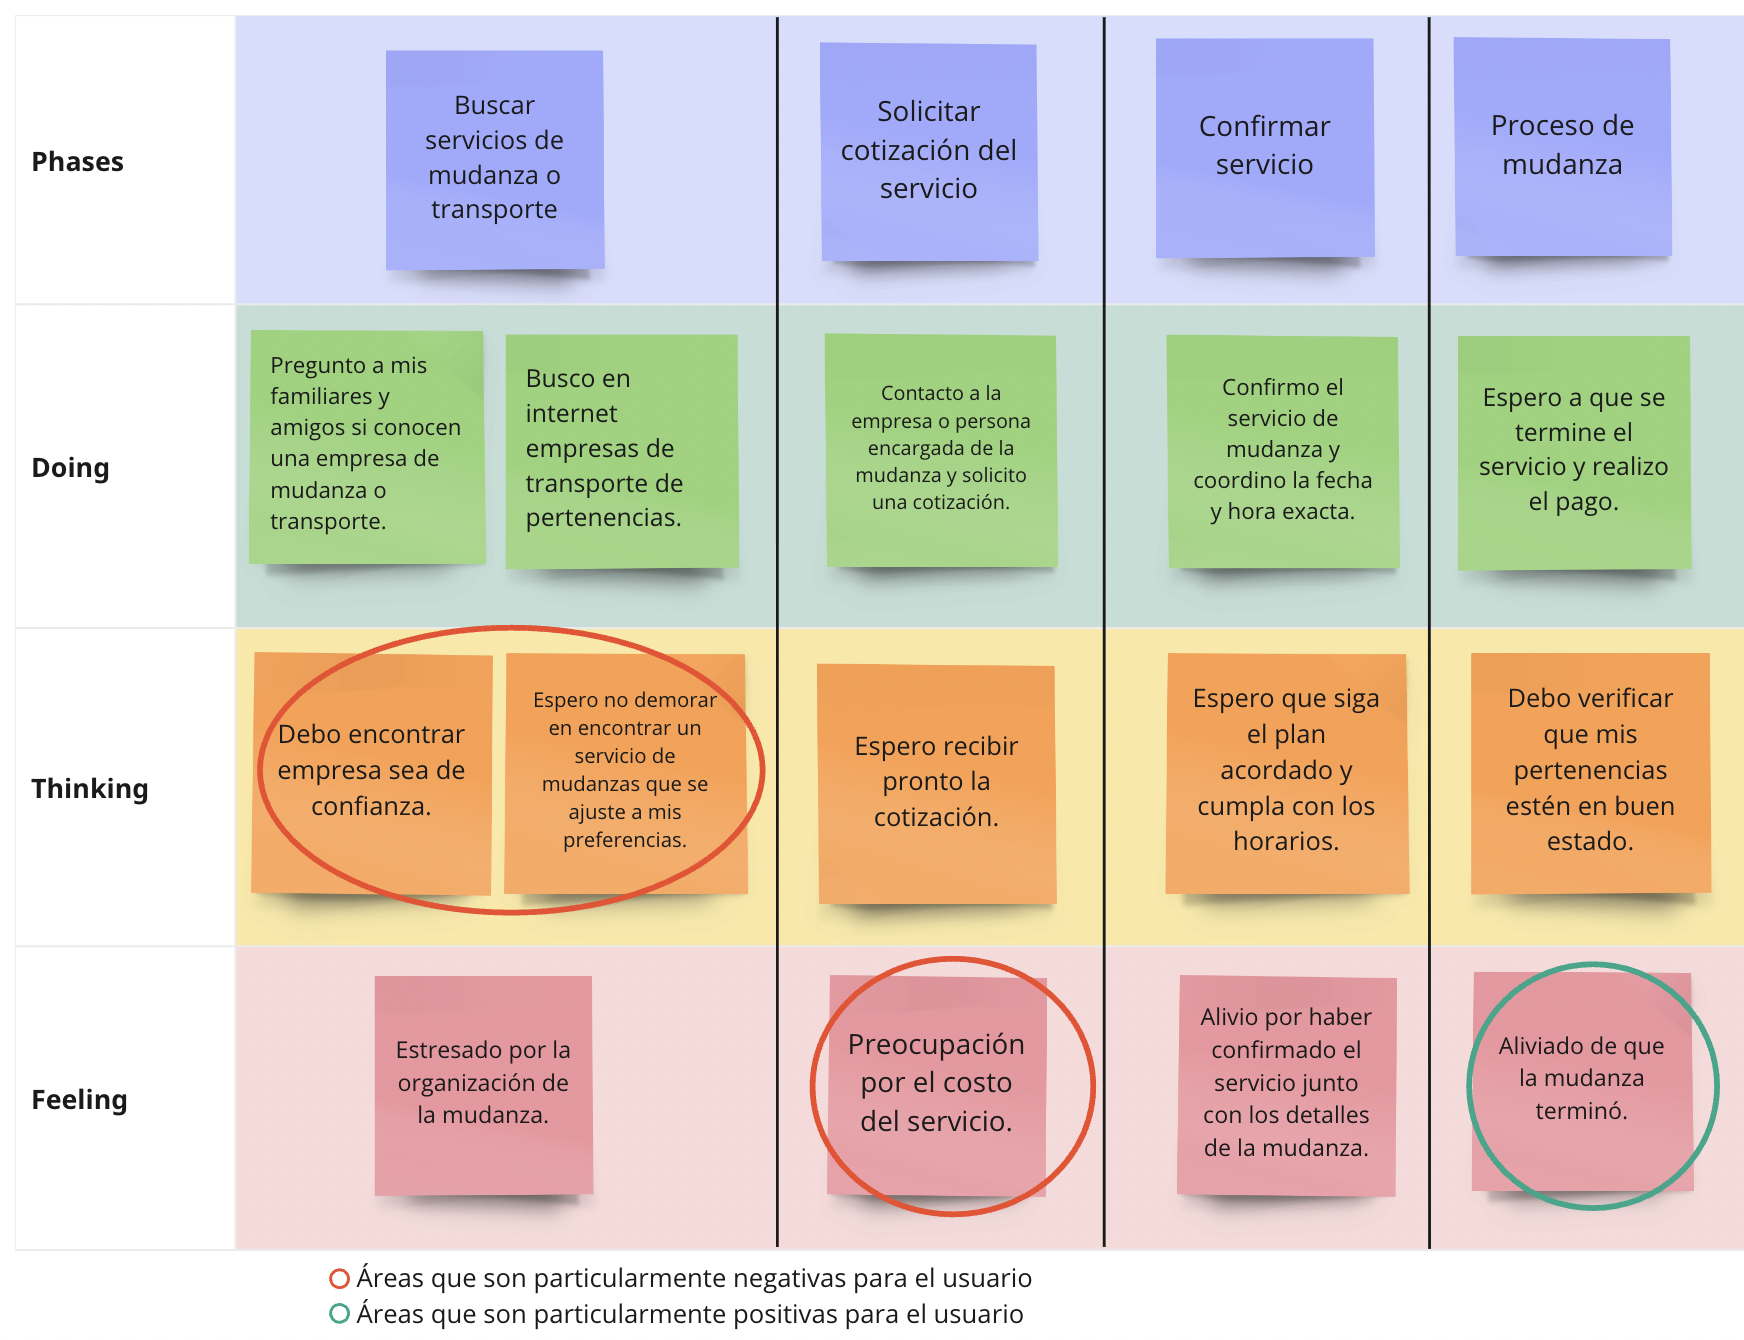 Phases
Buscar
servicios de
mudanza o
transporte
Solicitar
cotización del
servicio
Confirmar
servicio
Proceso de
mudanza
Doing
Pregunto a mis
familiares y
amigos si conocen
una empresa de
mudanza o
transporte.
Busco en
internet
empresas de
transporte de
pertenencias.
Contacto a la
empresa o persona
encargada de la
mudanza y solicito
una cotización.
Confirmo el
servicio de
mudanza y
coordino la fecha
y hora exacta.
Espero a que se
termine el
servicio y realizo
el pago.
Thinking
Debo encontrar
empresa sea de
confianza.
Espero no demorar
en encontrar un
servicio de
mudanzas que se
ajuste a mis
preferencias.
Espero recibir
pronto la
cotización.
Espero que siga
el plan
acordado y
cumpla con los
horarios.
Debo verificar
que mis
pertenencias
estén en buen
estado.
Feeling
Estresado por la
organización de
la mudanza.
Preocupación
por el costo
del servicio.
Alivio por haber
confirmado el
servicio junto
con los detalles
de la mudanza.
Aliviado de que
la mudanza
terminó.
Áreas que son particularmente negativas para el usuario
Áreas que son particularmente positivas para el usuario